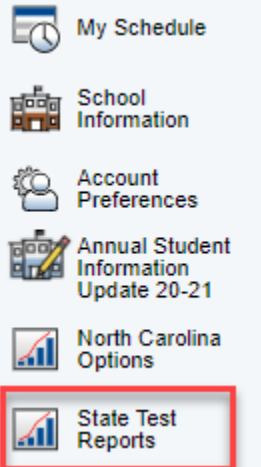 My Schedule
School
Information
Account
Preferences
Annual Student
Information
Update 20-21
North Carolina
Options
State Test
Reports